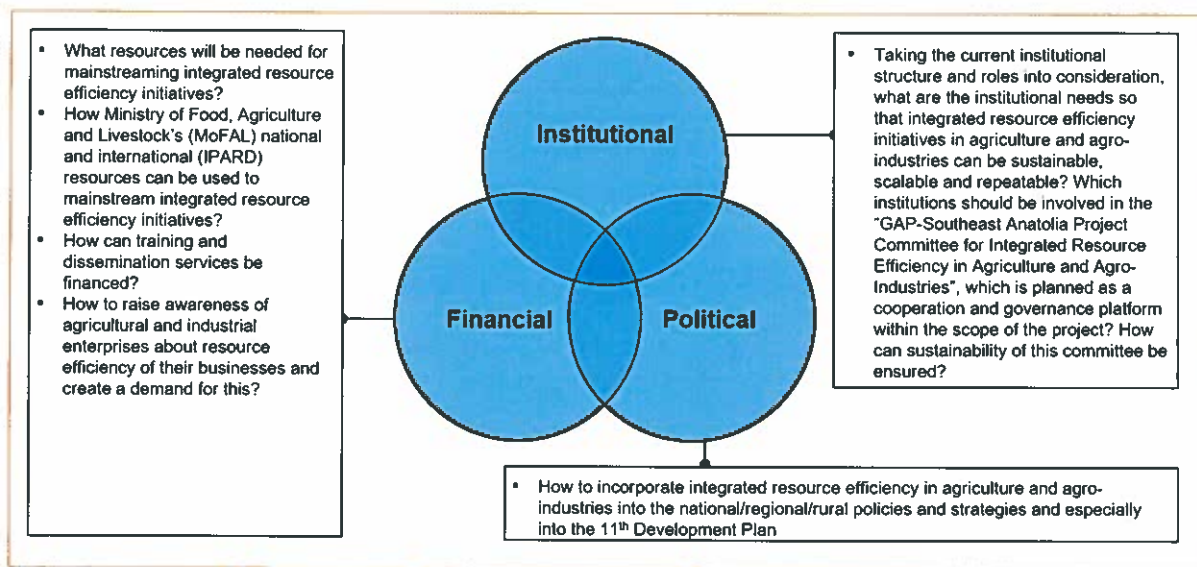 • What resources will be needed for
mainstreaming integrated resource
efficiency initiatives?
• How Ministry of Food, Agriculture
and Livestock's (MoFAL) national
and international (IPARD)
resources can be used to
mainstream integrated resource
efficiency initiatives?
• How can training and
dissemination services be
financed?
• How to raise awareness of
agricultural and industrial
enterprises about resource
efficiency of their businesses and
create a demand for this?
Institutional
Financial
Political
• Taking the current institutional
structure and roles into consideration,
what are the institutional needs so
that integrated resource efficiency
initiatives in agriculture and agro-
industries can be sustainable,
scalable and repeatable? Which
institutions should be involved in the
"GAP-Southeast Anatolia Project
Committee for Integrated Resource
Efficiency in Agriculture and Agro-
Industries", which is planned as a
cooperation and governance platform
within the scope of the project? How
can sustainability of this committee be
ensured?
• How to incorporate integrated resource efficiency in agriculture and agro-
industries into the national/regional/rural policies and strategies and especially
into the 11th Development Plan